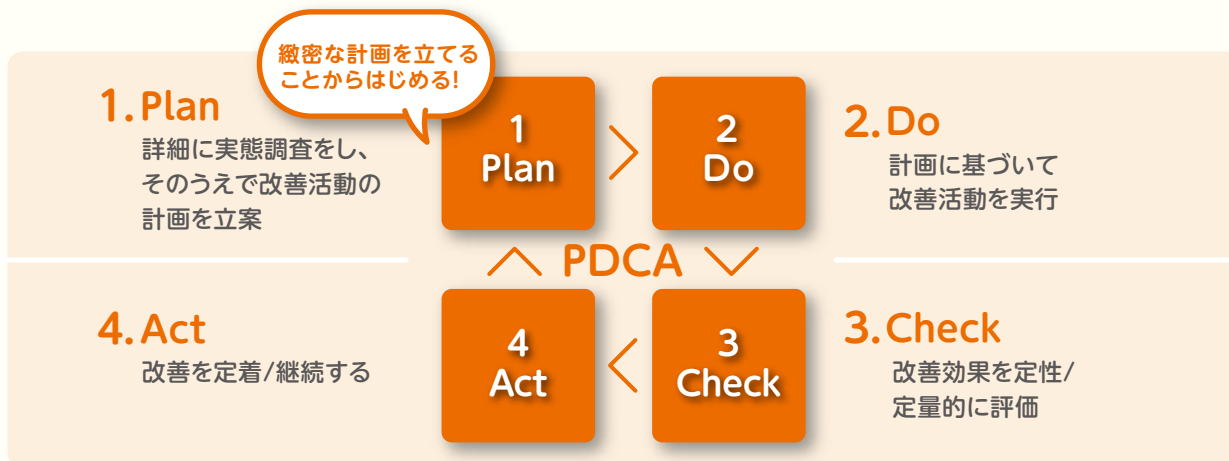 緻密な計画を立てる
ことからはじめる!
1.Plan
詳細に実態調査をし、
そのうえで改善活動の
計画を立案
1
Plan
2
Do
2.Do
計画に基づいて
改善活動を実行
PDCA
4.Act
改善を定着/継続する
4
Act
3
Check
3.Check
改善効果を定性/
定量的に評価